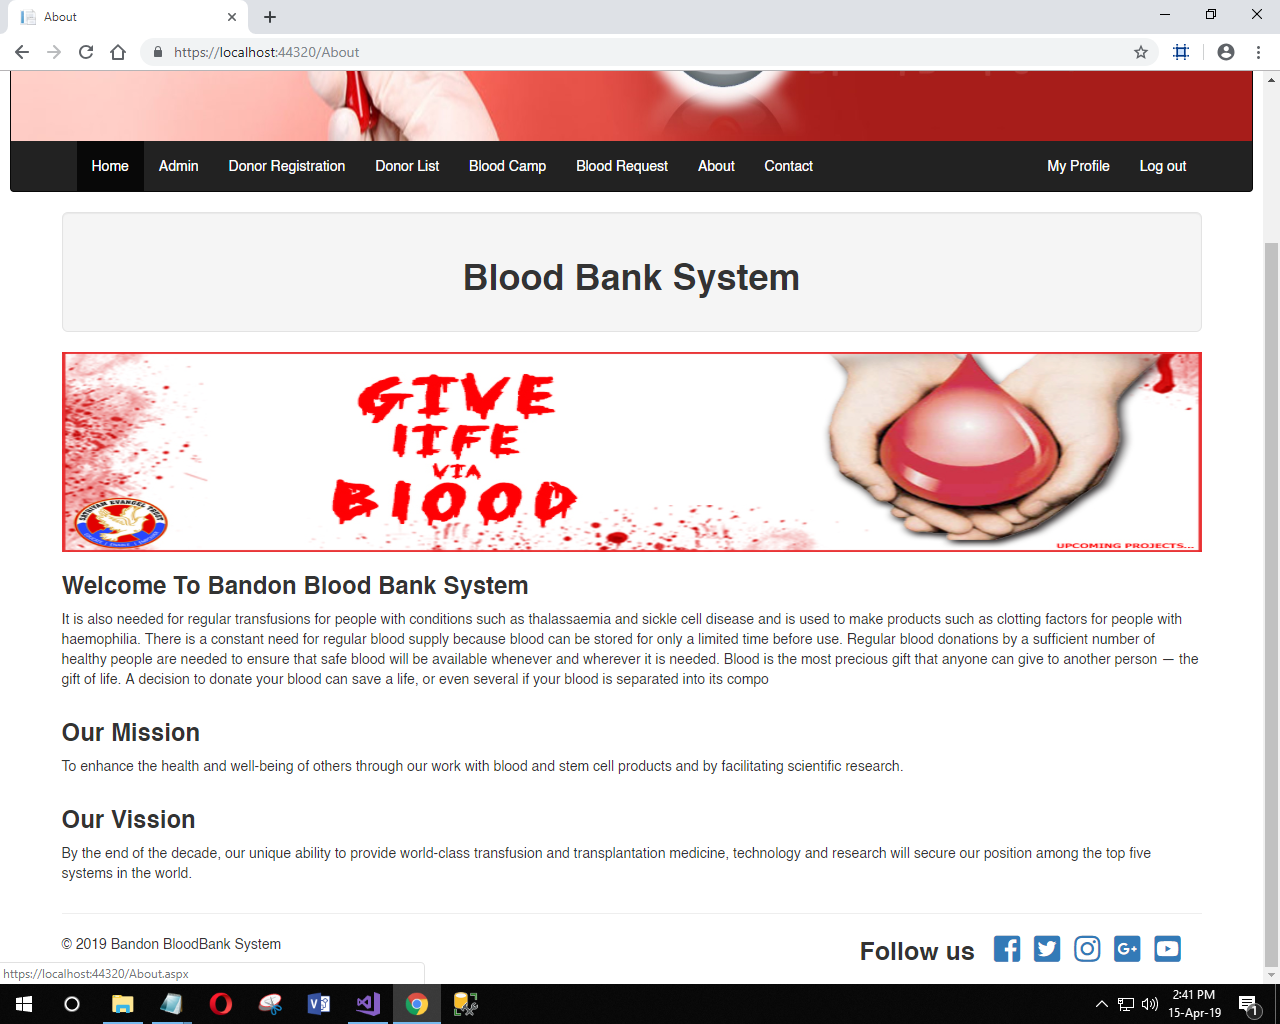 About
https://localhost:44320/About
Home Admin Donor Registration Donor List Blood Camp Blood Request About Contact My Profile Log out
Blood Bank System
GIVE
lIFE
VIA
BlOOD
UPCOMING PROJECTS...
Welcome To Bandon Blood Bank System
It is also needed for regular transfusions for people with conditions such as thalassaemia and sickle cell disease and is used to make products such as clotting factors for people with
haemophilia. There is a constant need for regular blood supply because blood can be stored for only a limited time before use. Regular blood donations by a sufficient number of
healthy people are needed to ensure that safe blood will be available whenever and wherever it is needed. Blood is the most precious gift that anyone can give to another person — the
gift of life. A decision to donate your blood can save a life, or even several if your blood is separated into its compo
Our Mission
To enhance the health and well-being of others through our work with blood and stem cell products and by facilitating scientific research.
Our Vission
By the end of the decade, our unique ability to provide world-class transfusion and transplantation medicine, technology and research will secure our position among the top five
systems in the world.
© 2019 Bandon BloodBank System
Follow us
https://localhost:44320/About.aspx
2:41 PM
15-Apr-19
1